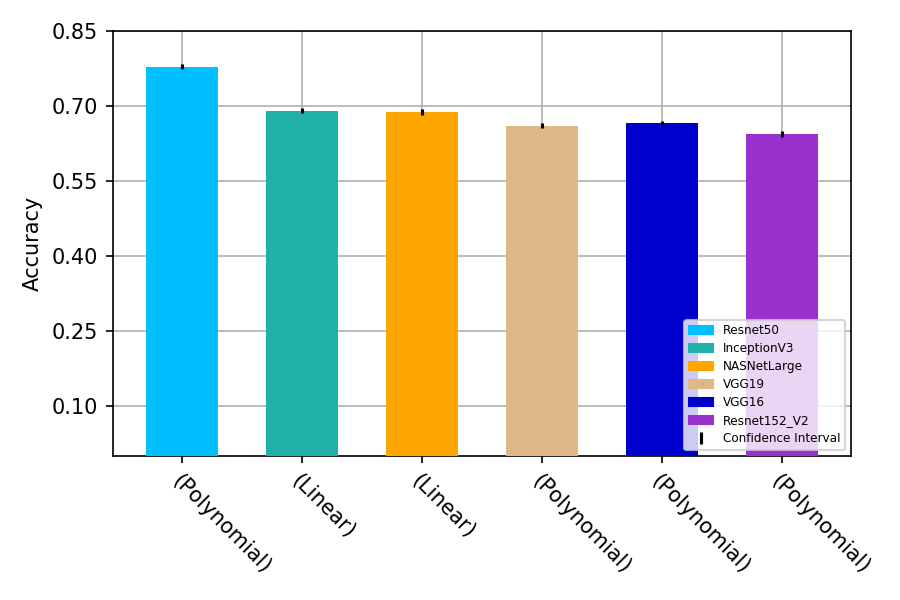 0.85
0.70
0.55
0.40
0.25
0.10
Accuracy
Resnet50
InceptionV3
NASNetLarge
VGG19
VGG16
Resnet152_V2
Confidence Interval
(Polynomial)
(Linear)
(Linear)
(Polynomial)
(Polynomial)
(Polynomial)